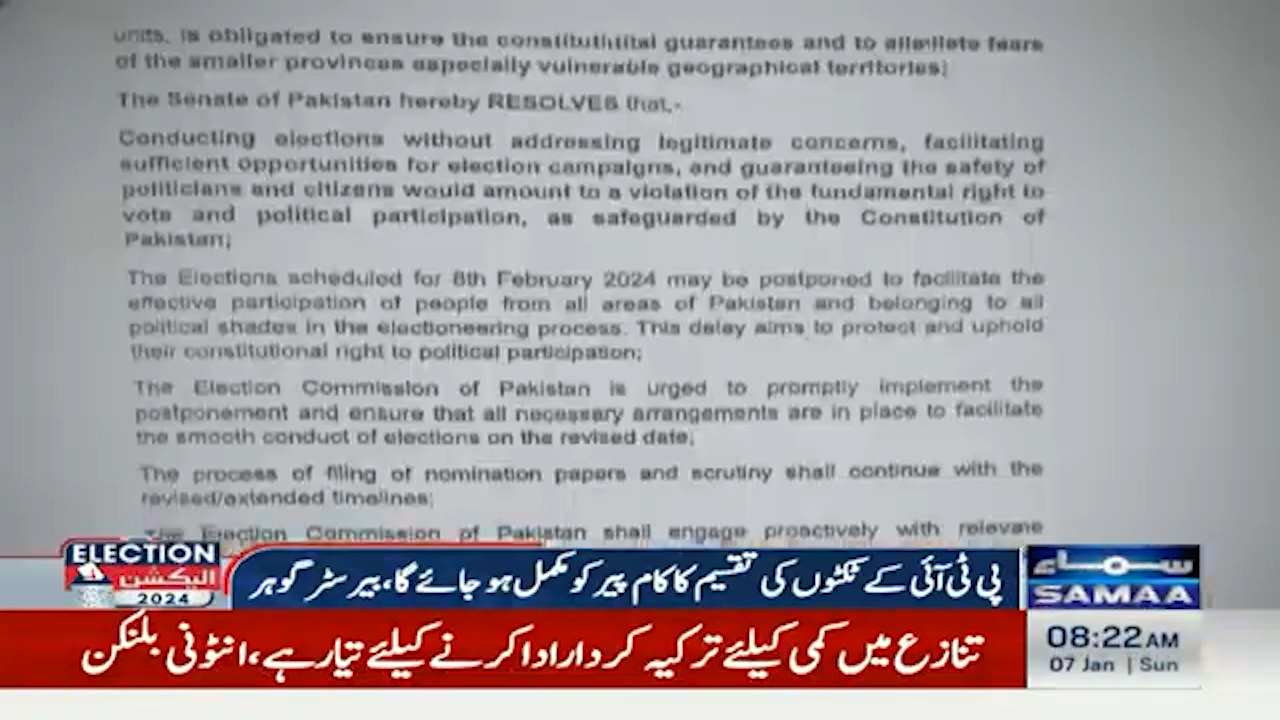 units, is obligated to ensure the guarantees and to fears
of the smaller provinces especially vulnerable geographical territories;
The Senate of Pakistan hereby RESOLVES that,-
Conducting elections without addressing legitimate concerns, facilitating
sufficient opportunities for election campaigns, and guaranteeing the safety of
politicians and citizens would amount to a violation of the fundamental right to
vote and political participation, as safeguarded by the Constitution of
Pakistan;
The Elections scheduled for 8th February 2024 may be postponed to facilitate the
effective participation of people from all areas of Pakistan and belonging to all
political shades in the electioneering process. This delay aims to protect and uphold
their constitutional right to political participation;
The Election Commission of Pakistan is urged to promptly implement the
postponement and ensure that all necessary arrangements are in place to facilitate
the smooth conduct of elections on the revised date;
The process of filing of nomination papers and scrutiny shall continue with the
revised/extended timelines;
The Election Commission of Pakistan shall engage proactively with relevant
ELECTION
الیکشن
2024
پی ٹی آئی کے ٹکٹوں کی تقسیم کا کام پیر کو مکمل ہو جائے گا، بیرسٹر گوہر
سماء
SAMAA
تنازع میں کمی کیلئے ترکیہ کردار ادا کرنے کیلئے تیار ہے، انٹونی بلنکن
08:22 AM
07 Jan | Sun